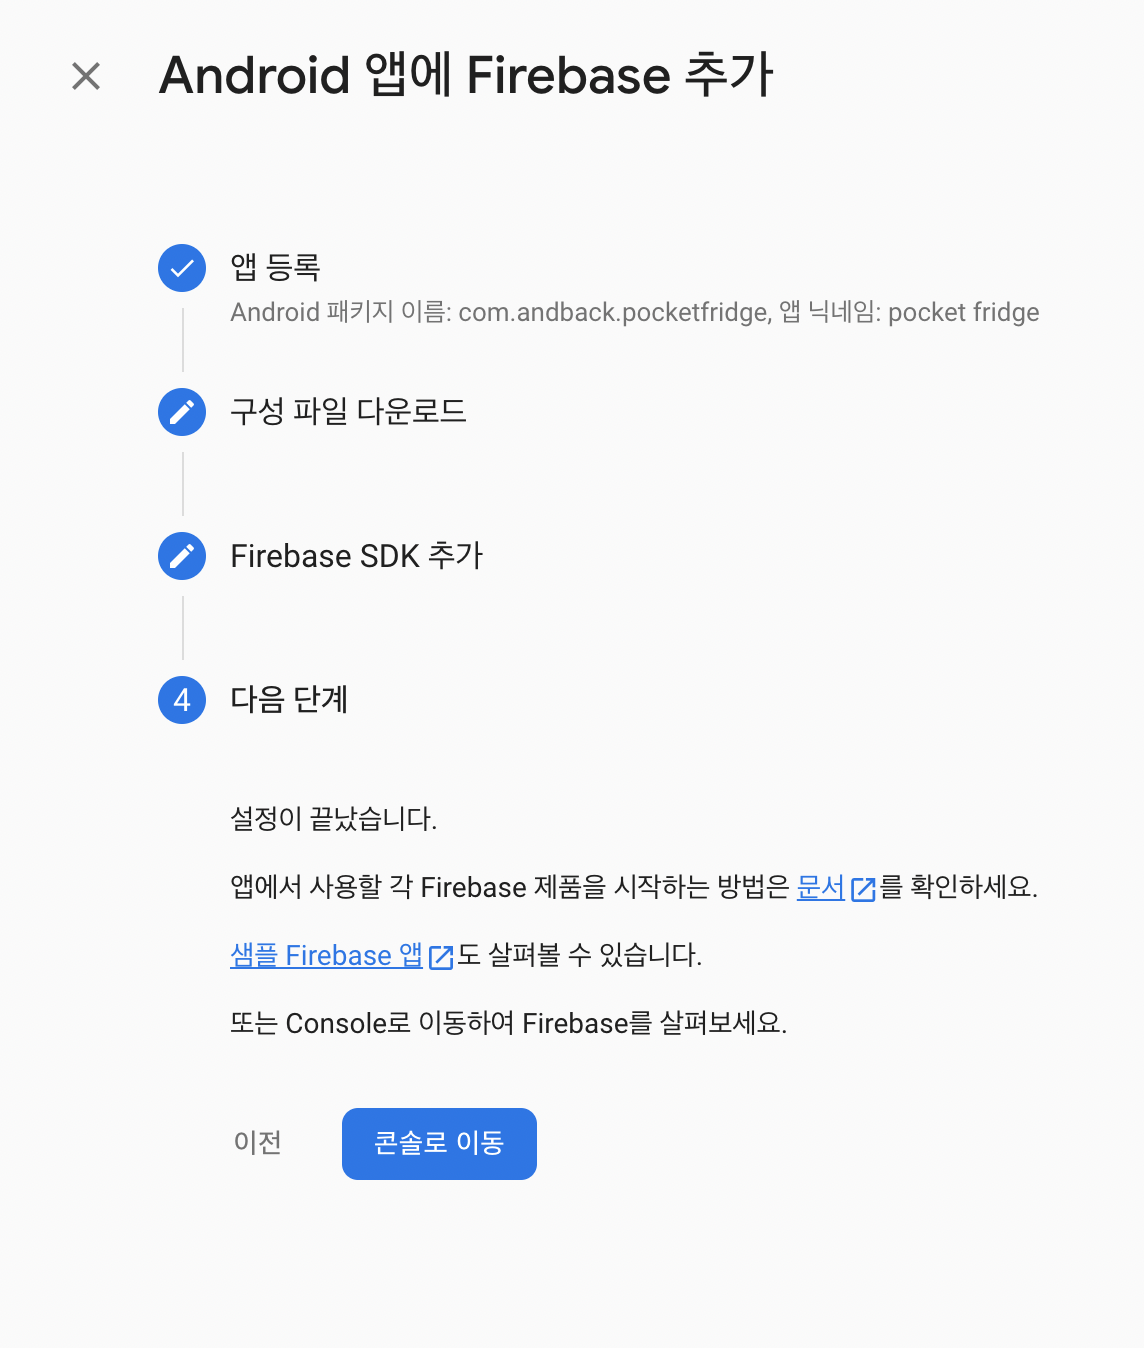 Android 앱에 Firebase 추가
앱 등록
Android 패키지 이름: com.andback.pocketfridge, 앱 닉네임: pocket fridge
구성 파일 다운로드
Firebase SDK 추가
4 다음 단계
설정이 끝났습니다.
앱에서 사용할 각 Firebase 제품을 시작하는 방법은 문서를 확인하세요.
샘플 Firebase 앱도 살펴볼 수 있습니다.
또는 Console로 이동하여 Firebase를 살펴보세요.
이전 콘솔로 이동